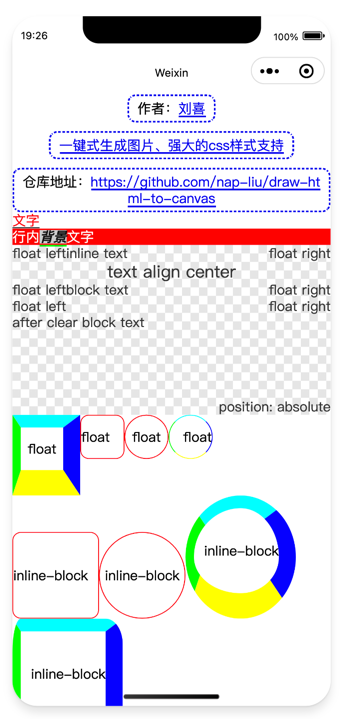 19:26
100%
Weixin
作者：刘喜
一键式生成图片、强大的css样式支持
仓库地址：https://github.com/nap-liu/draw-ht
ml-to-canvas
文字
行内背景文字
float leftinline text float right
text align center
float leftblock text float right
float left float right
after clear block text
position: absolute
float float float float
inline-block
inline-block inline-block
inline-block